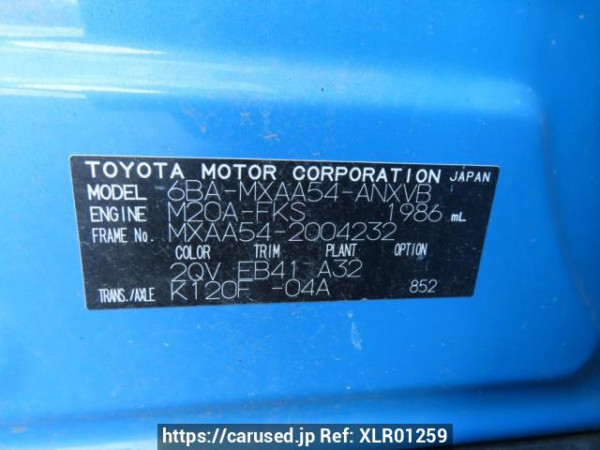 TOYOTA MOTOR CORPORATION JAPAN
MODEL 6BA-MXAA54-ANXVB
ENGINE M20A-FKS 1986 mL
FRAME No. MXAA54-2004232
COLOR TRIM PLANT OPTION
2QV EB41 A32
TRANS./AXLE K120F -04A 852
https://carused.jp Ref: XLR01259